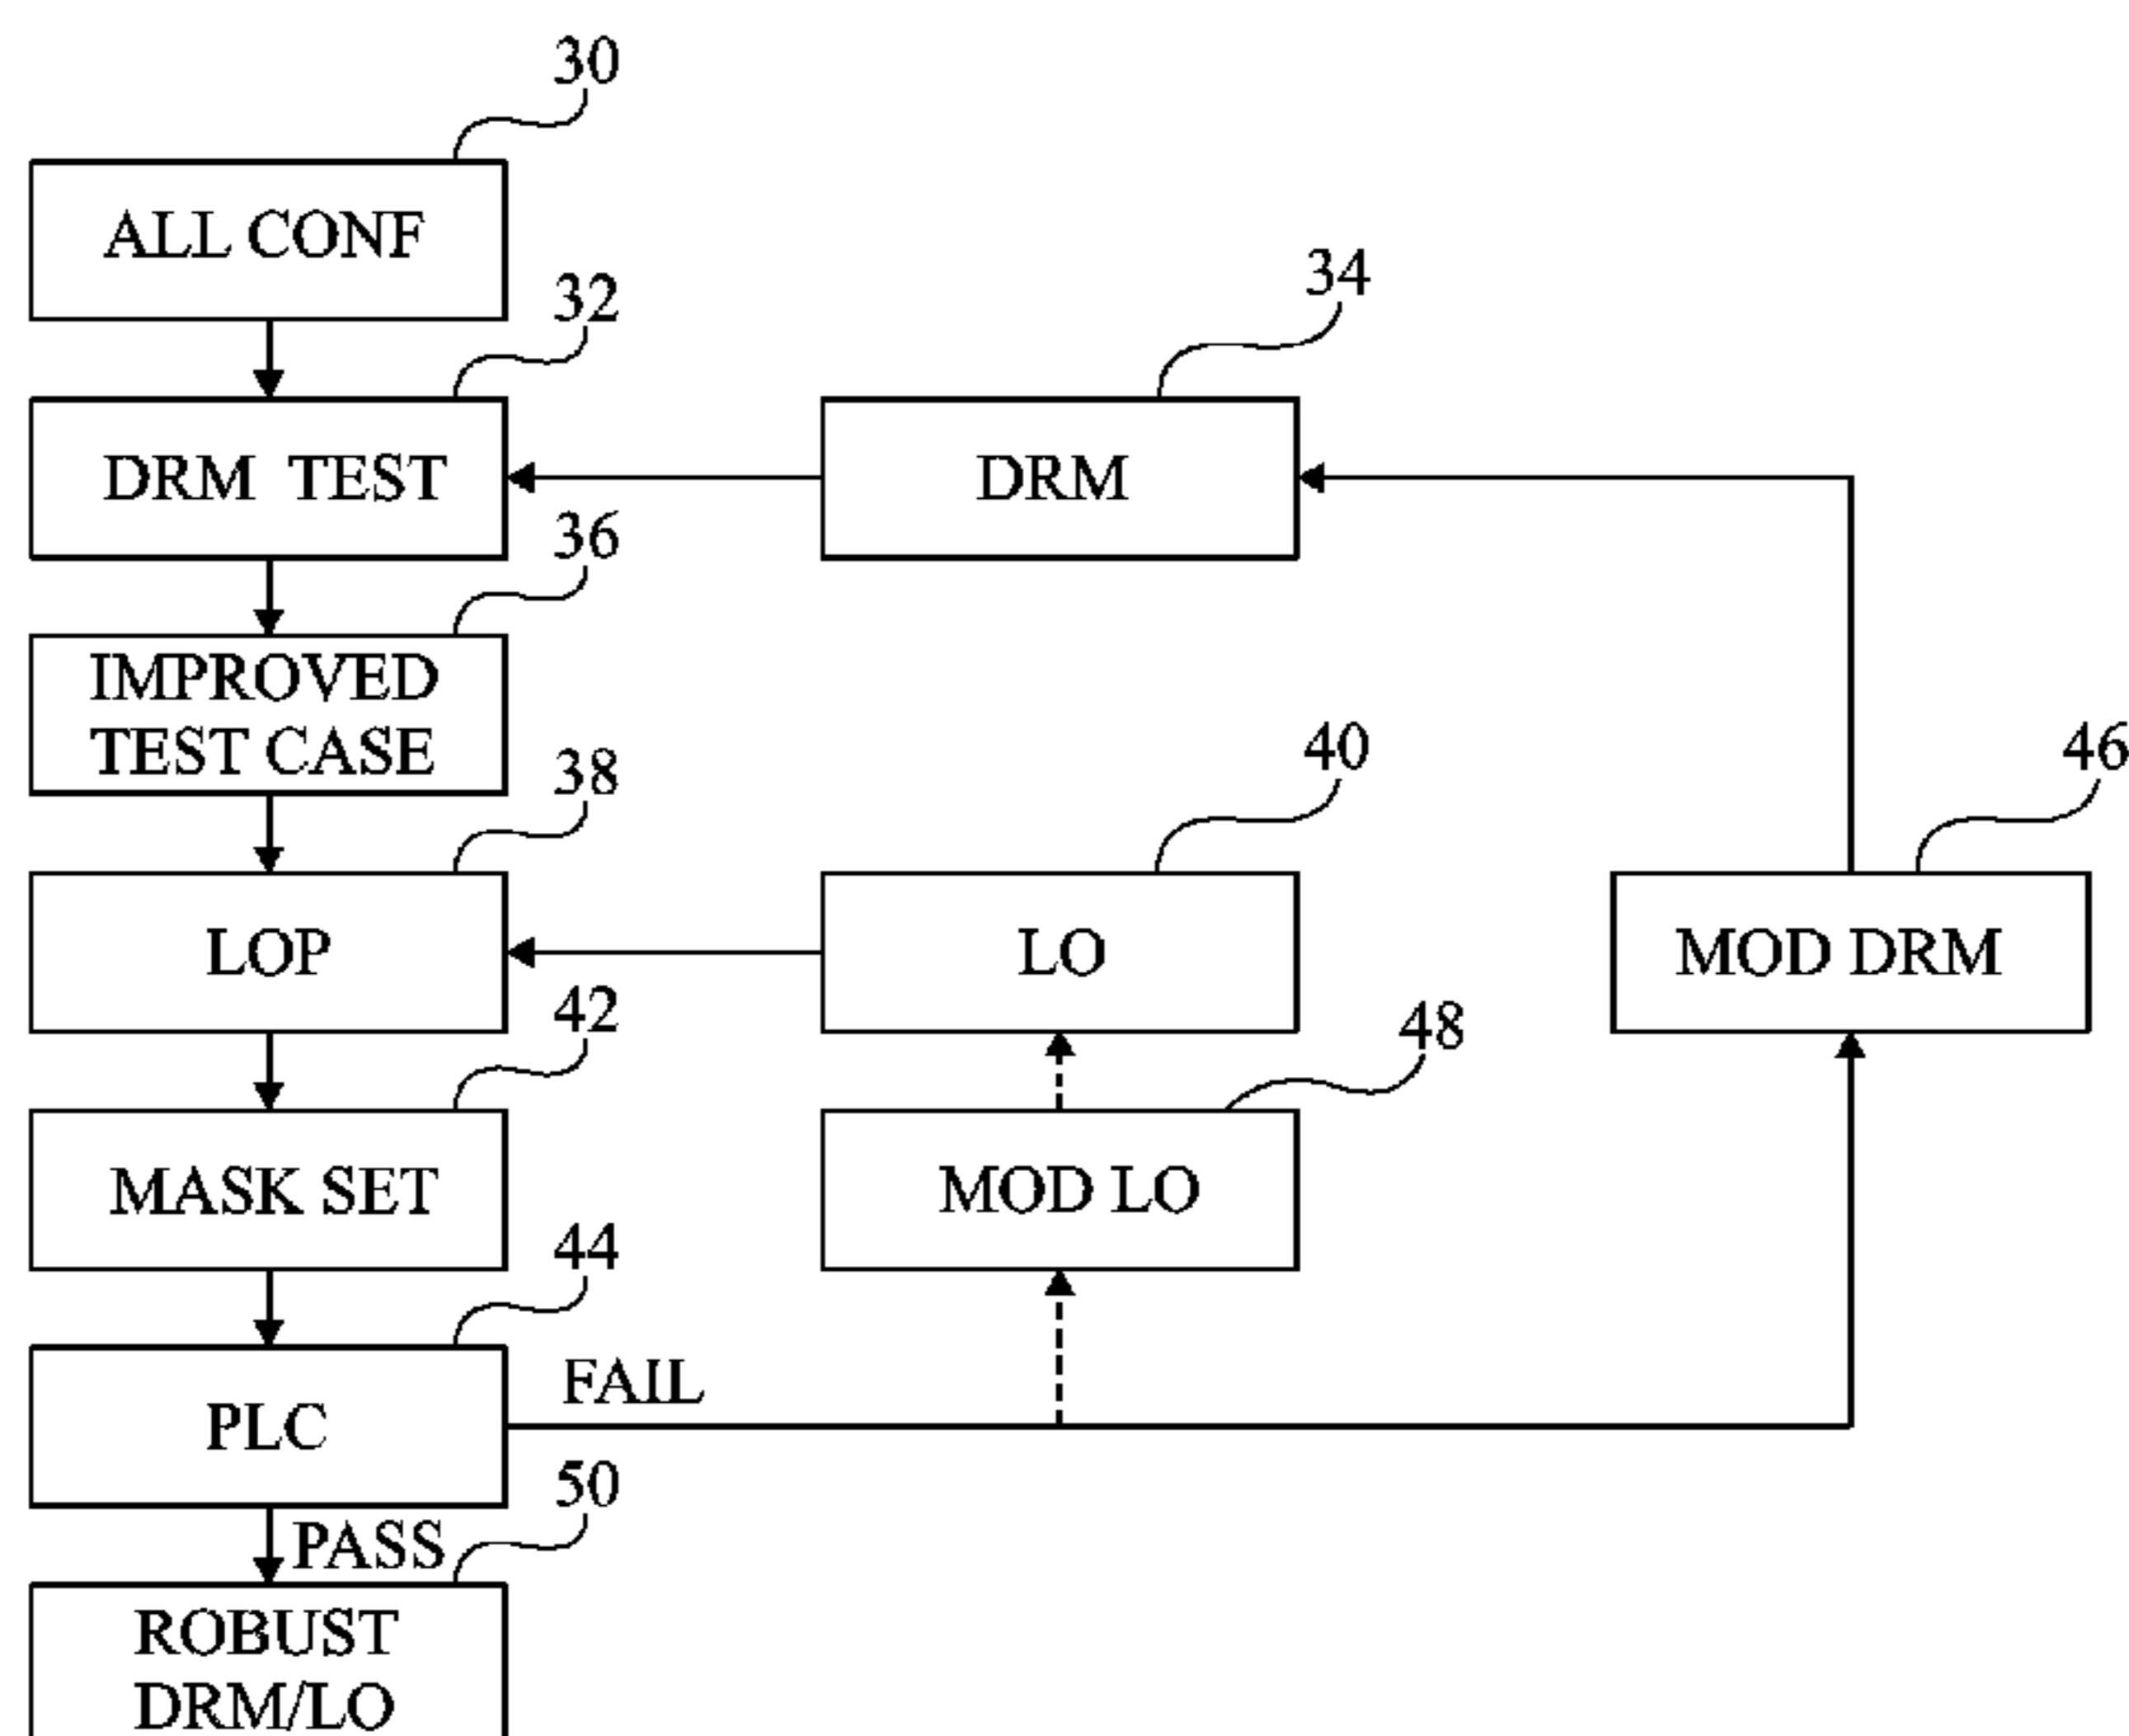 30
ALL CONF
32
34
DRM TEST
DRM
36
IMPROVED
TEST CASE
38
40
46
LOP
LO
MOD DRM
42
48
MASK SET
MOD LO
44
FAIL
PLC
50
PASS
ROBUST
DRM/LO